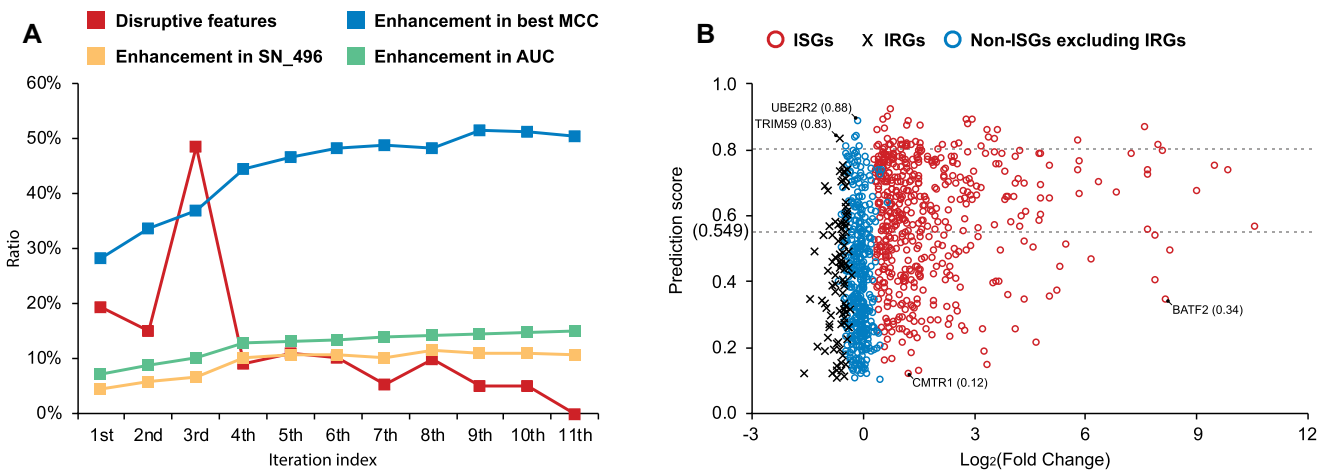 A
Disruptive features
Enhancement in best MCC
Enhancement in SN_496
Enhancement in AUC
60%
50%
40%
30%
20%
10%
0%
Ratio
1st 2nd 3rd 4th 5th 6th 7th 8th 9th 10th 11th
Iteration index
B
ISGs
IRGs
Non-ISGs excluding IRGs
1.0
0.8
0.6
(0.549)
0.4
0.2
0.0
Prediction score
UBE2R2 (0.88)
TRIM59 (0.83)
BATF2 (0.34)
CMTR1 (0.12)
-3 0 3 6 9 12
Log2(Fold Change)